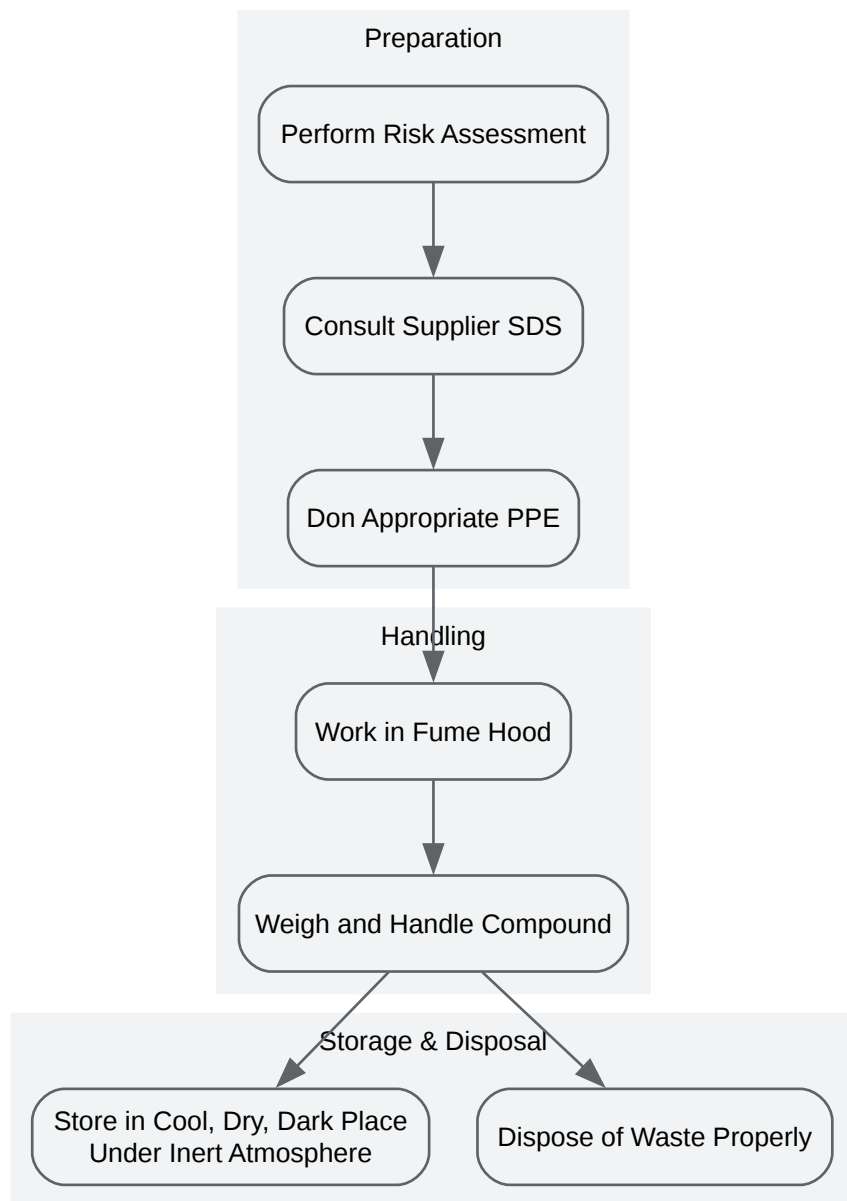 Preparation
Perform Risk Assessment
Consult Supplier SDS
Don Appropriate PPE
Handling
Work in Fume Hood
Weigh and Handle Compound
Storage & Disposal
Store in Cool, Dry, Dark Place
Under Inert Atmosphere
Dispose of Waste Properly